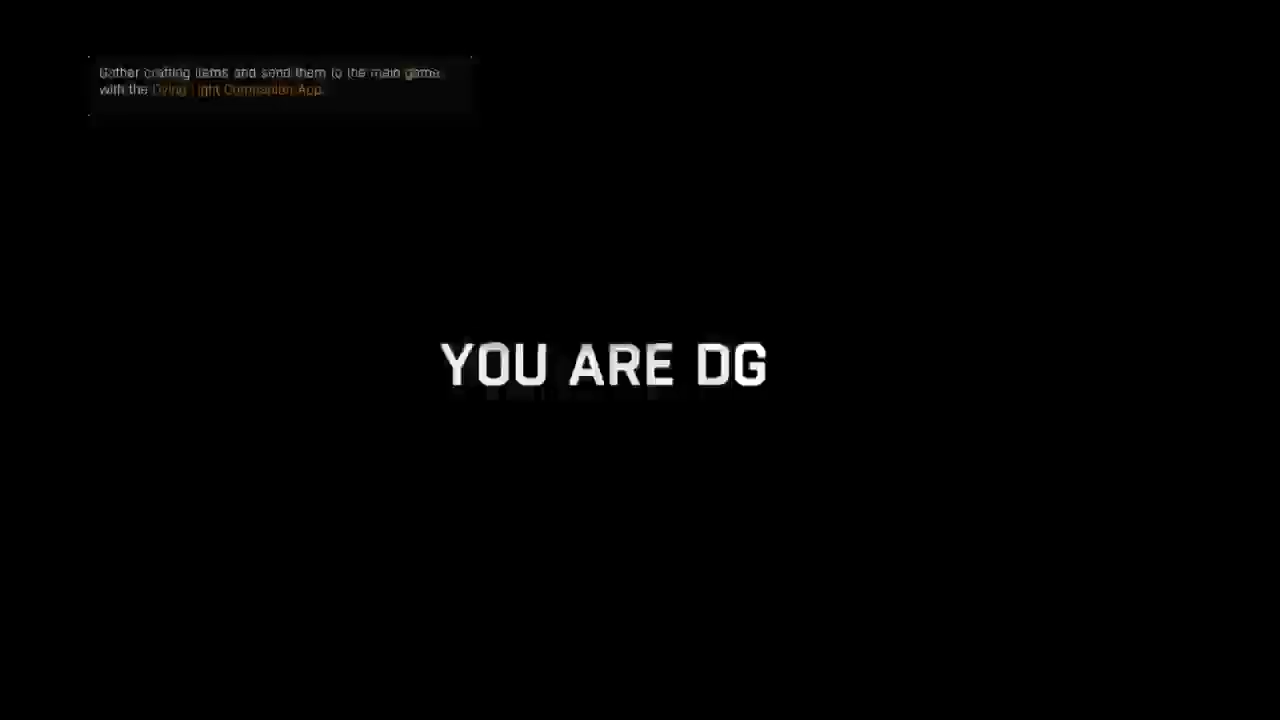 Gather crafting items and send them to the main game
with the Dying Light Companion App.
YOU ARE DG